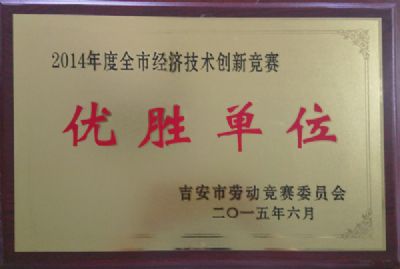 2014年度全市经济技术创新竞赛
优胜单位
吉安市劳动竞赛委员会
二〇一五年六月